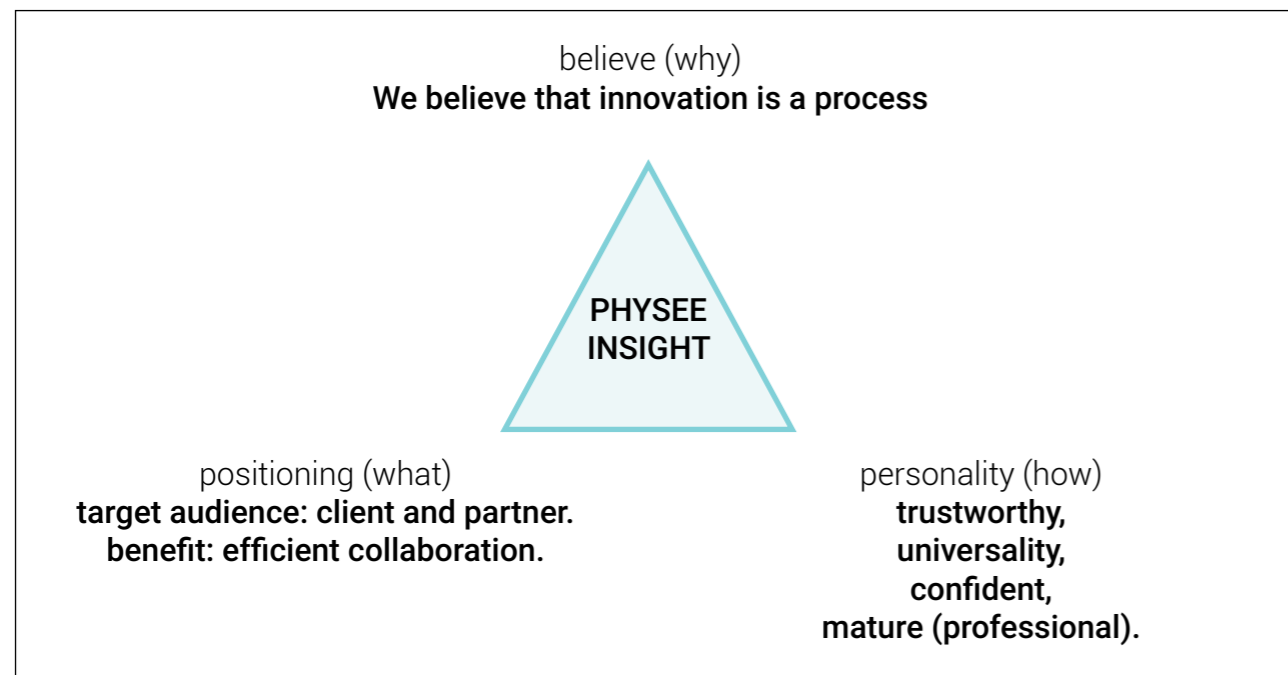 believe (why)
We believe that innovation is a process
PHYSEE
INSIGHT
positioning (what)
target audience: client and partner.
benefit: efficient collaboration.
personality (how)
trustworthy,
universality,
confident,
mature (professional).